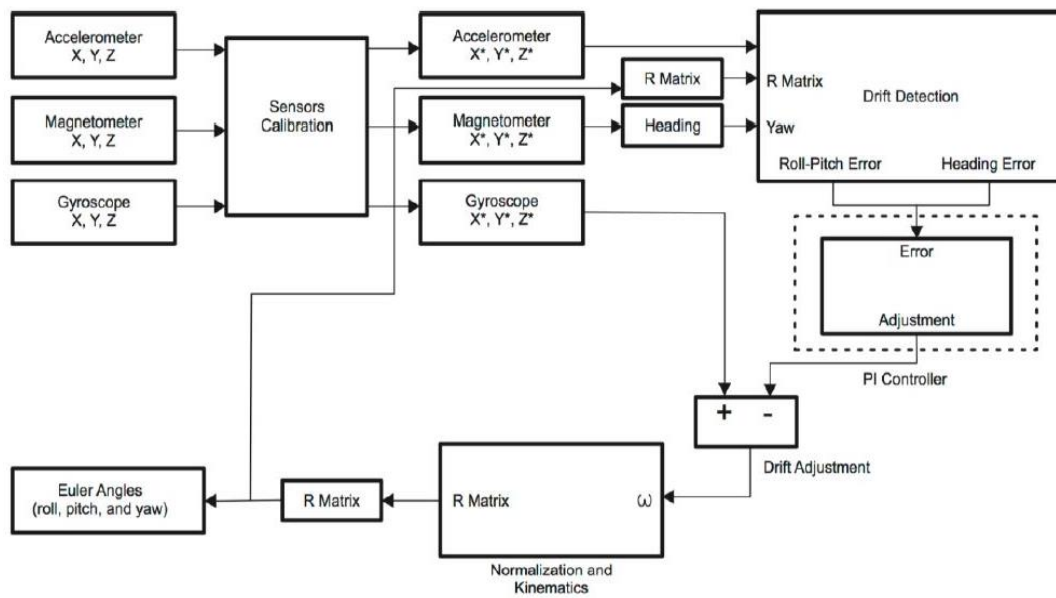 Accelerometer
X, Y, Z
Magnetometer
X, Y, Z
Gyroscope
X, Y, Z
Sensors
Calibration
Accelerometer
X*, Y*, Z*
Magnetometer
X*, Y*, Z*
Gyroscope
X*, Y*, Z*
R Matrix
Heading
R Matrix
Drift Detection
Yaw
Roll-Pitch Error
Heading Error
Error
Adjustment
PI Controller
+ -
Drift Adjustment
Euler Angles
(roll, pitch, and yaw)
R Matrix
R Matrix
ω
Normalization and
Kinematics